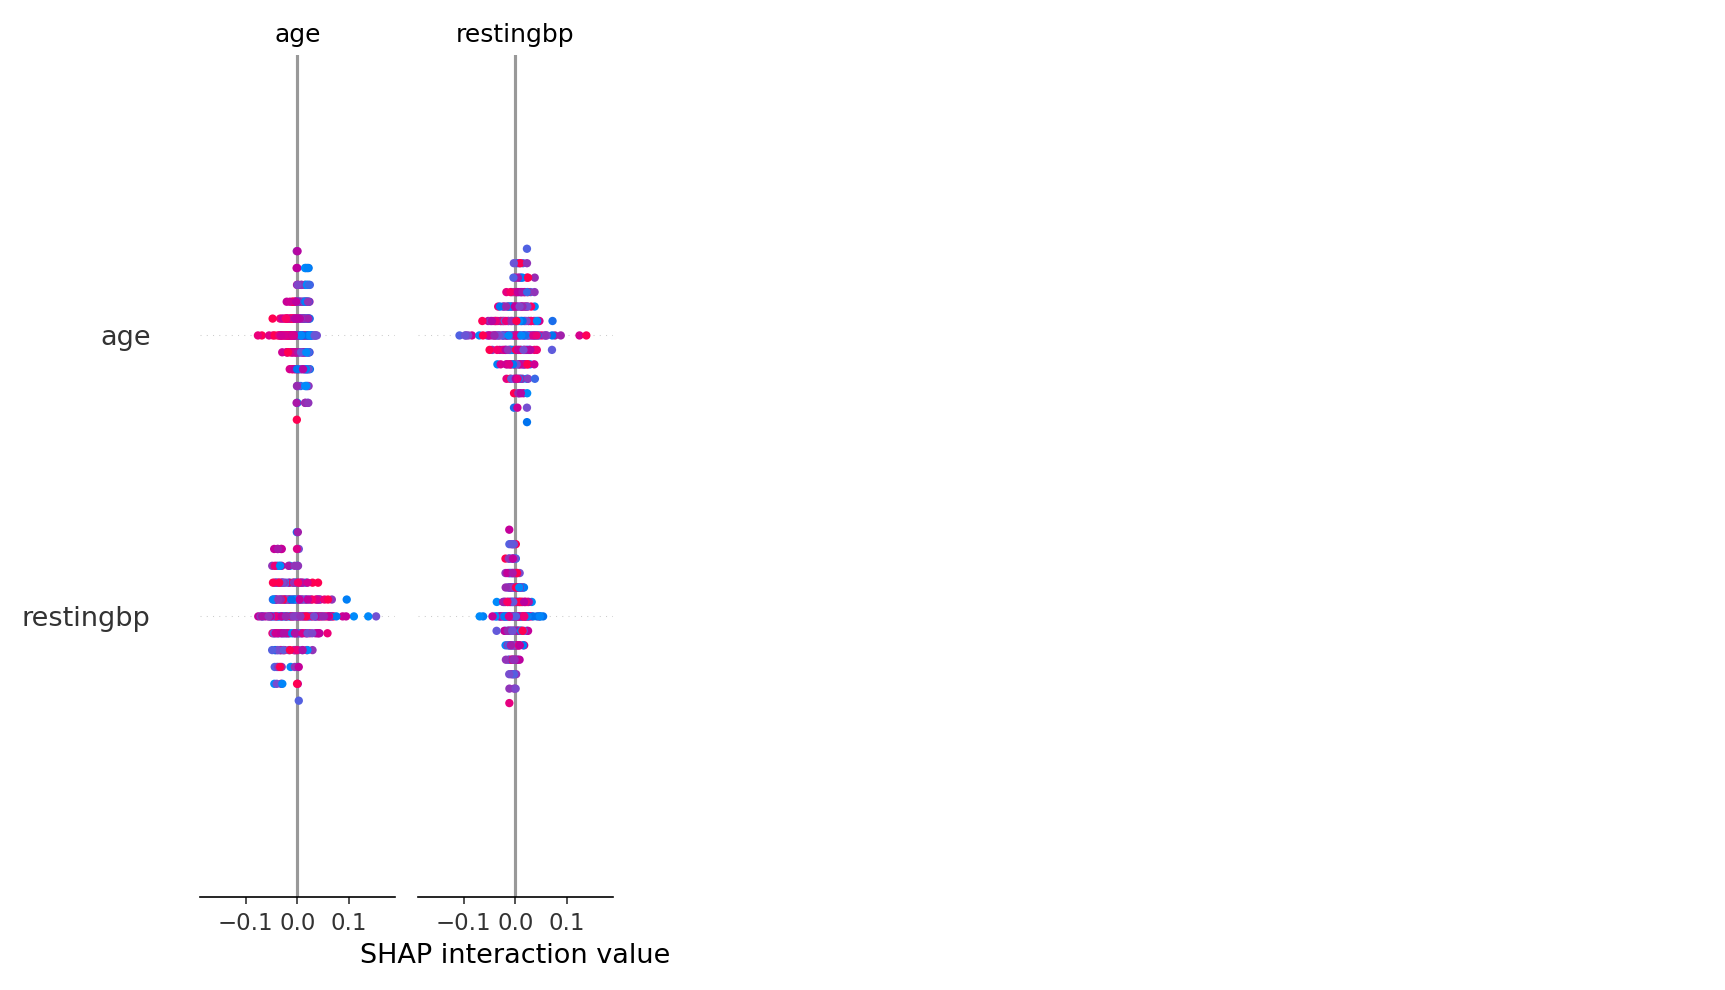 age restingbp
age
restingbp
−0.1 0.0 0.1 −0.1 0.0 0.1
SHAP interaction value